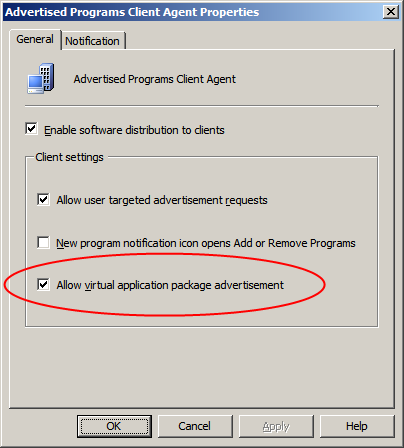 Advertised Programs Client Agent Properties
General
Notification
Advertised Programs Client Agent
Enable software distribution to clients
Client settings
Allow user targeted advertisement requests
New program notification icon opens Add or Remove Programs
Allow virtual application package advertisement
OK
Cancel
Apply
Help